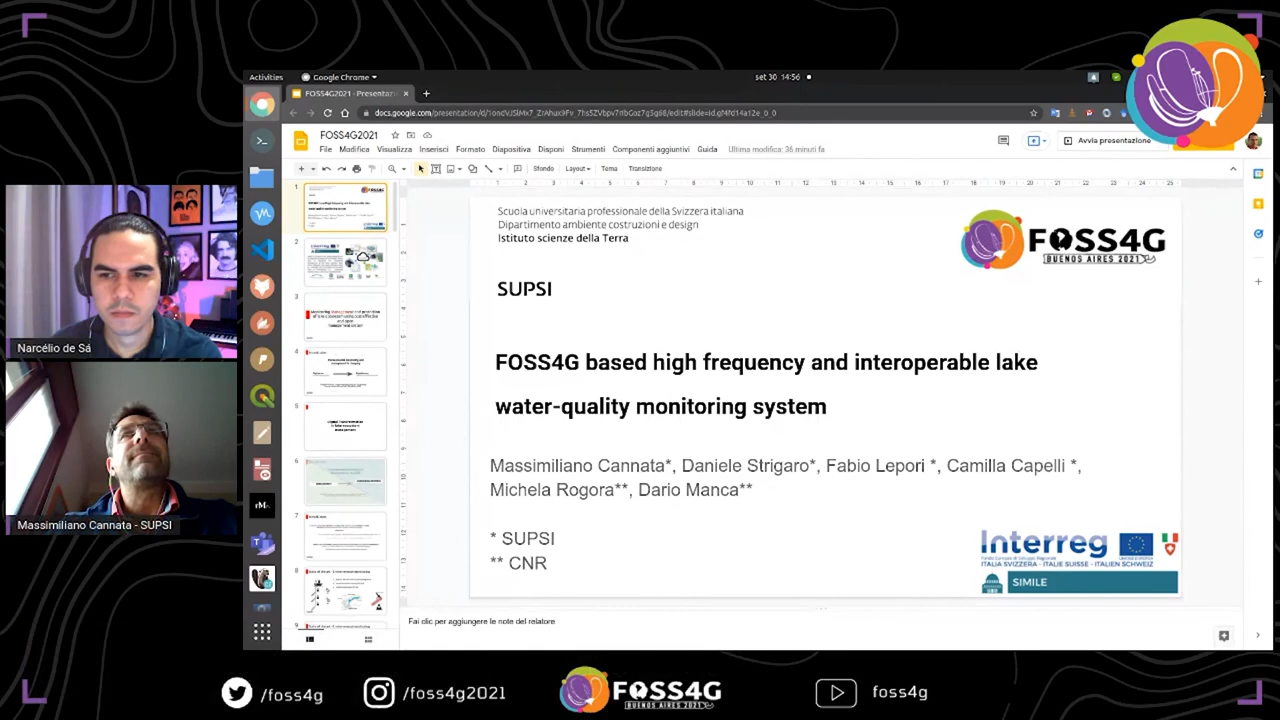 Activities
Google Chrome
set 30 14:56
FOSS4G2021 - Presentazi
FOSS4G2021
File Modifica Visualizza Inserisci Formato Diapositiva Disponi Strumenti Componenti aggiuntivi Guida Ultima modifica: 36 minuti fa
Avvia presentazione
Sfondo Layout Tema Transizione
Scuola universitaria professionale della Svizzera italiana
Dipartimento ambiente costruzioni e design
Istituto scienze della Terra
SUPSI
FOSS4G
BUENOS AIRES 2021
FOSS4G based high frequency and interoperable lake
water-quality monitoring system
Massimiliano Cannata*, Daniele Strigaro*, Fabio Lepori *, Camilla Capelli *,
Michela Rogora**, Dario Manca**
* SUPSI
** CNR
Interreg
ITALIA SVIZZERA - ITALIE SUISSE - ITALIEN SCHWEIZ
SIMILE
Fai clic per aggiungere le note del relatore
Narcélio de Sá
Massimiliano Cannata - SUPSI
/foss4g
/foss4g2021
FOSS4G
BUENOS AIRES 2021
foss4g